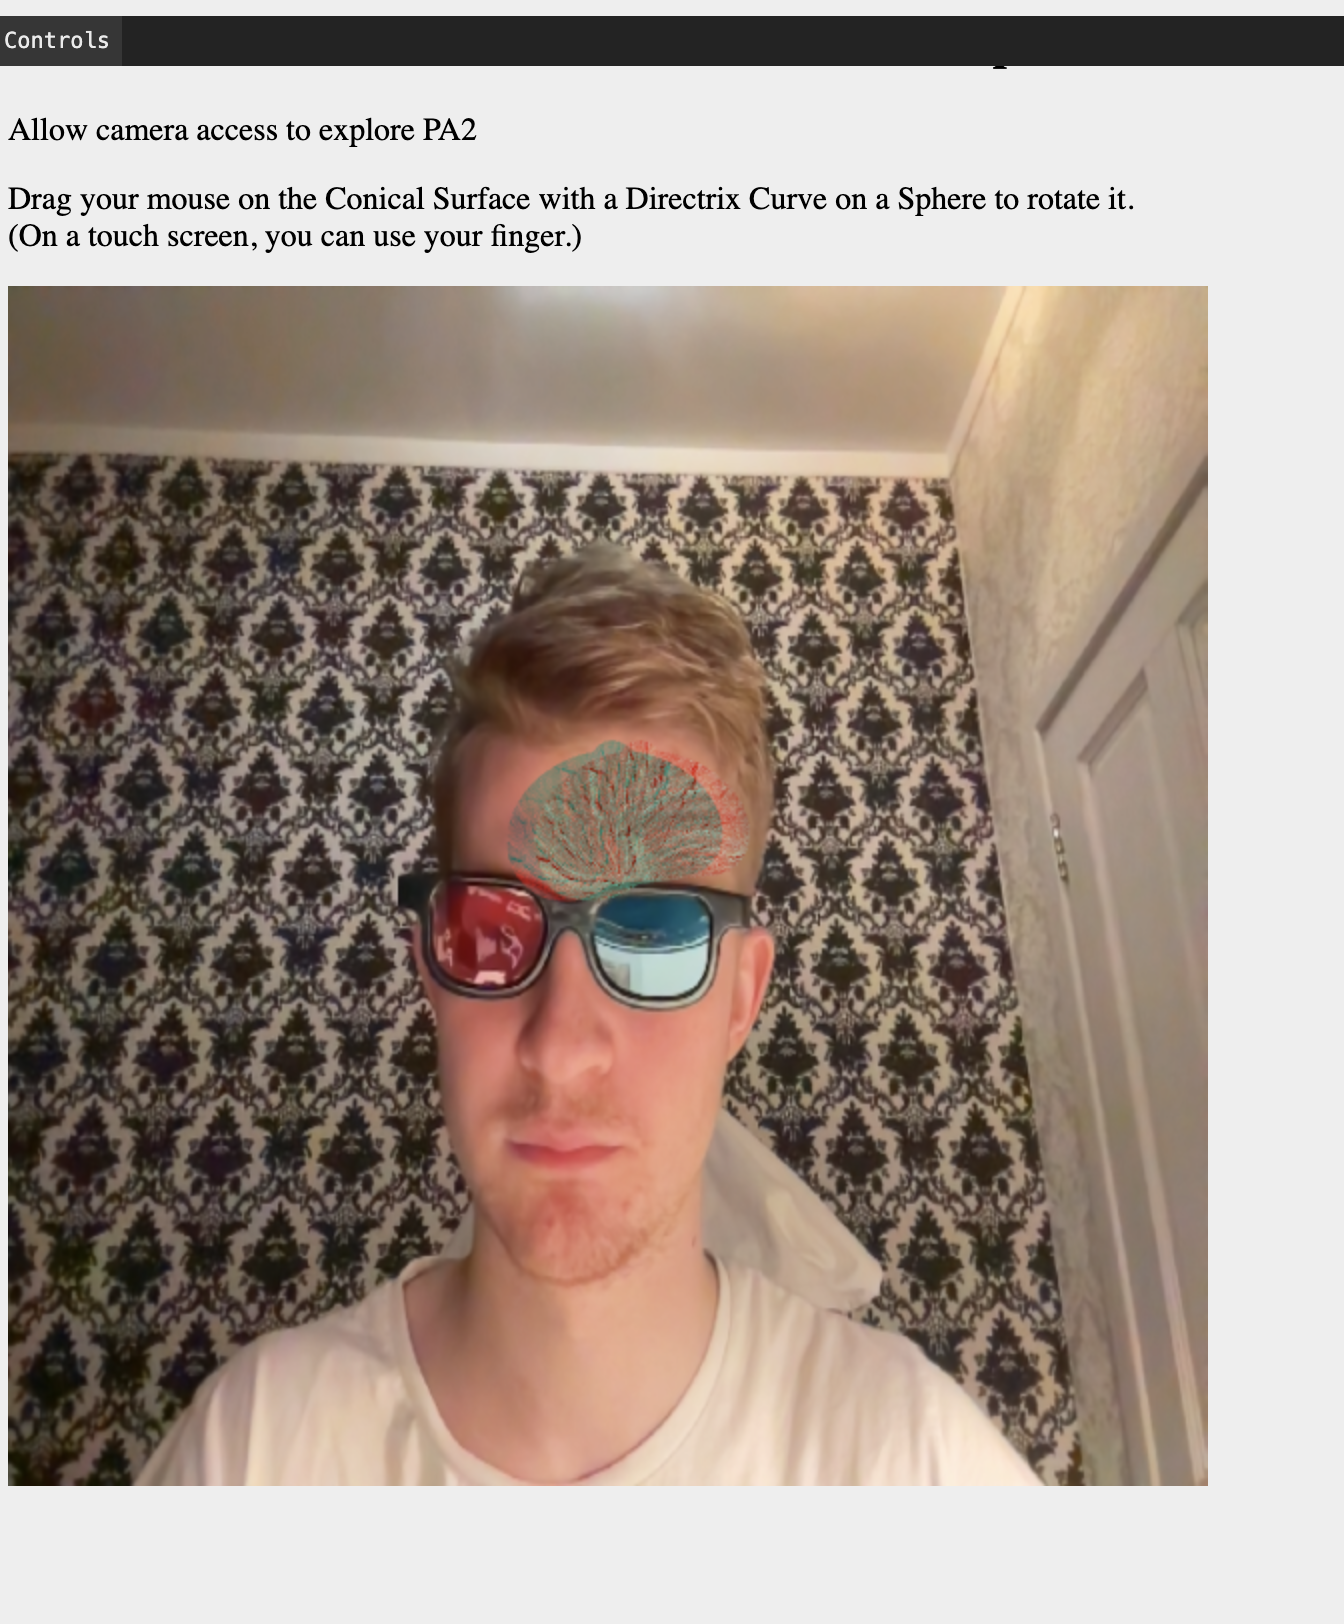 Controls
Allow camera access to explore PA2
Drag your mouse on the Conical Surface with a Directrix Curve on a Sphere to rotate it.
(On a touch screen, you can use your finger.)